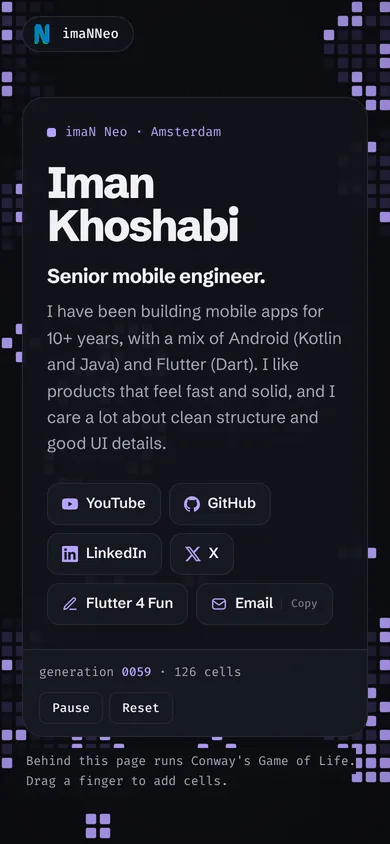 N imaNNeo
imaN Neo · Amsterdam
Iman
Khoshabi
Senior mobile engineer.
I have been building mobile apps for
10+ years, with a mix of Android (Kotlin
and Java) and Flutter (Dart). I like
products that feel fast and solid, and I
care a lot about clean structure and
good UI details.
YouTube GitHub
LinkedIn X
Flutter 4 Fun Email | Copy
generation 0059 · 126 cells
Pause Reset
Behind this page runs Conway's Game of Life.
Drag a finger to add cells.